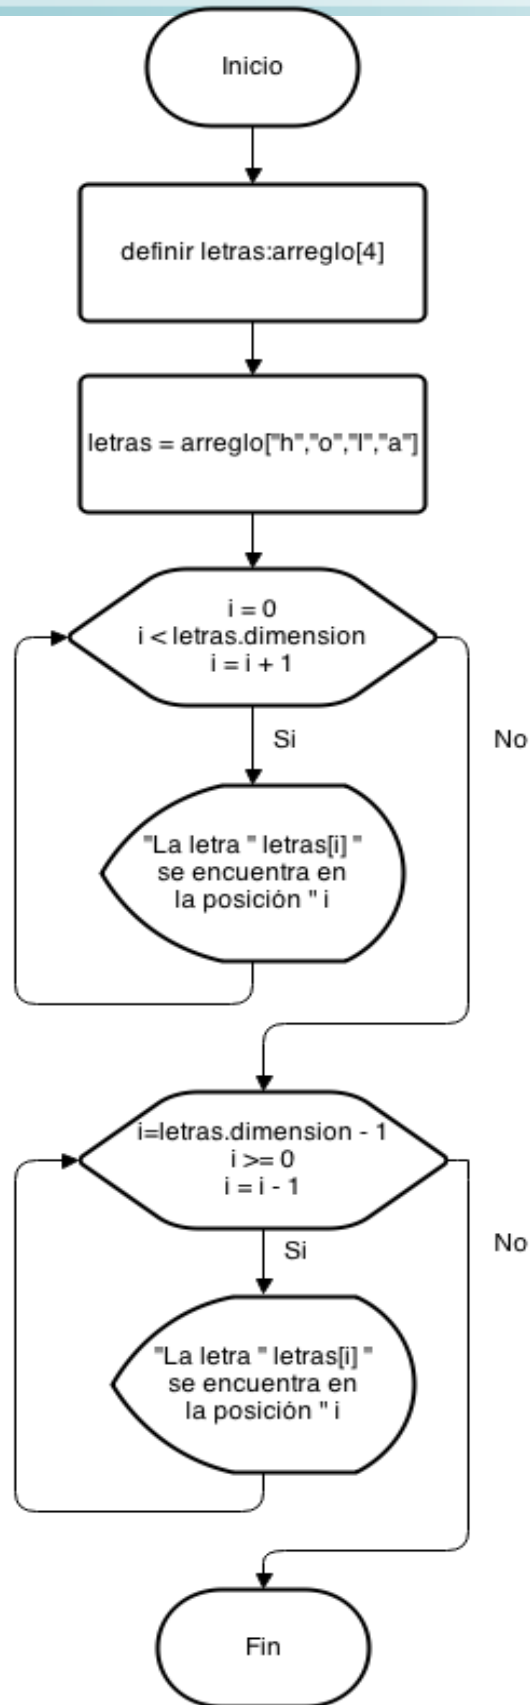 Inicio
definir letras:arreglo[4]
letras = arreglo["h","o","l","a"]
i = 0
i < letras.dimension
i = i + 1
Si
No
"La letra " letras[i] "
se encuentra en
la posición " i
i=letras.dimension - 1
i >= 0
i = i - 1
Si
No
"La letra " letras[i] "
se encuentra en
la posición " i
Fin